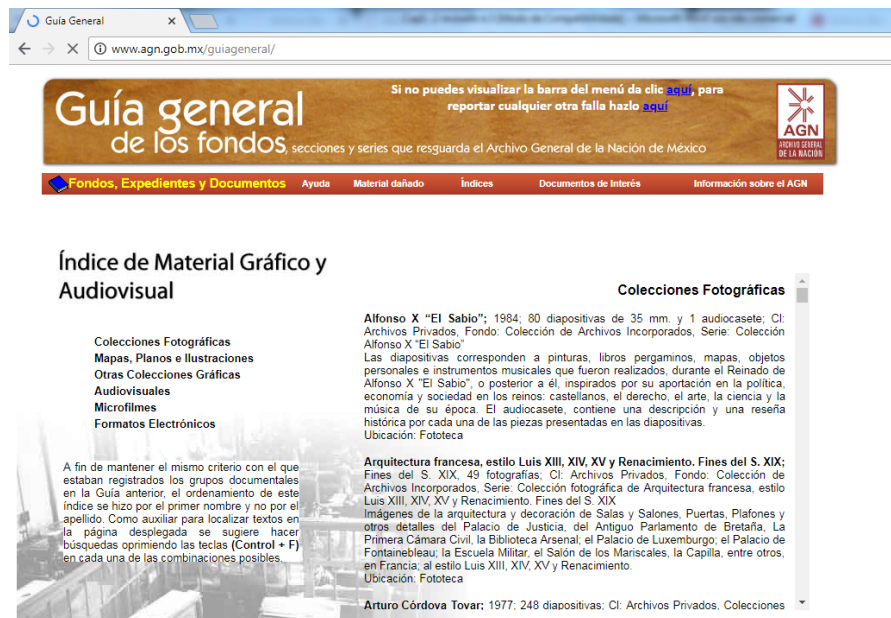 Guía General
www.agn.gob.mx/guiageneral/
Guía general
de los fondos, secciones y series que resguarda el Archivo General de la Nación de México
Si no puedes visualizar la barra del menú da clic aquí, para
reportar cualquier otra falla hazlo aquí
AGN
ARCHIVO GENERAL
DE LA NACIÓN
Fondos, Expedientes y Documentos Ayuda Material dañado Índices Documentos de Interés Información sobre el AGN
Índice de Material Gráfico y
Audiovisual
Colecciones Fotográficas
Mapas, Planos e Ilustraciones
Otras Colecciones Gráficas
Audiovisuales
Microfilmes
Formatos Electrónicos
A fin de mantener el mismo criterio con el que
estaban registrados los grupos documentales
en la Guía anterior, el ordenamiento de este
índice se hizo por el primer nombre y no por el
apellido. Como auxiliar para localizar textos en
la página desplegada se sugiere hacer
búsquedas oprimiendo las teclas (Control + F)
en cada una de las combinaciones posibles.
Colecciones Fotográficas
Alfonso X “El Sabio”; 1984; 80 diapositivas de 35 mm. y 1 audiocasete; Cl:
Archivos Privados, Fondo: Colección de Archivos Incorporados, Serie: Colección
Alfonso X “El Sabio”
Las diapositivas corresponden a pinturas, libros pergaminos, mapas, objetos
personales e instrumentos musicales que fueron realizados, durante el Reinado de
Alfonso X "El Sabio", o posterior a él, inspirados por su aportación en la política,
economía y sociedad en los reinos: castellanos, el derecho, el arte, la ciencia y la
música de su época. El audiocasete, contiene una descripción y una reseña
histórica por cada una de las piezas presentadas en las diapositivas.
Ubicación: Fototeca
Arquitectura francesa, estilo Luis XIII, XIV, XV y Renacimiento. Fines del S. XIX;
Fines del S. XIX, 49 fotografías; Cl: Archivos Privados, Fondo: Colección de
Archivos Incorporados, Serie: Colección fotográfica de Arquitectura francesa, estilo
Luis XIII, XIV, XV y Renacimiento. Fines del S. XIX
Imágenes de la arquitectura y decoración de Salas y Salones, Puertas, Plafones y
otros detalles del Palacio de Justicia, del Antiguo Parlamento de Bretaña, La
Primera Cámara Civil, la Biblioteca Arsenal; el Palacio de Luxemburgo; el Palacio de
Fontainebleau; la Escuela Militar, el Salón de los Mariscales, la Capilla, entre otros,
en Francia; al estilo Luis XIII, XIV, XV y Renacimiento.
Ubicación: Fototeca
Arturo Córdova Tovar; 1977; 248 diapositivas; Cl: Archivos Privados, Colecciones